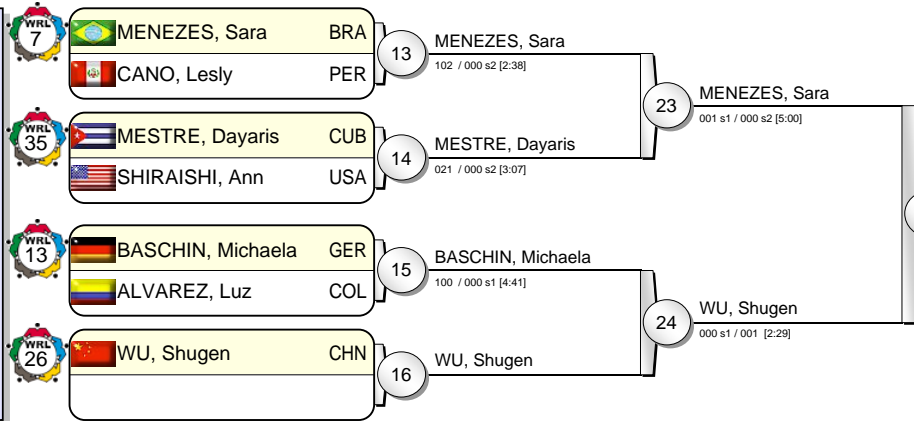 WRL
7
MENEZES, Sara BRA
CANO, Lesly PER
13
MENEZES, Sara
102 / 000 s2 [2:38]
WRL
35
MESTRE, Dayaris CUB
SHIRAISHI, Ann USA
14
MESTRE, Dayaris
021 / 000 s2 [3:07]
23
MENEZES, Sara
001 s1 / 000 s2 [5:00]
WRL
13
BASCHIN, Michaela GER
ALVAREZ, Luz COL
15
BASCHIN, Michaela
100 / 000 s1 [4:41]
WRL
26
WU, Shugen CHN
16
WU, Shugen
24
WU, Shugen
000 s1 / 001 [2:29]